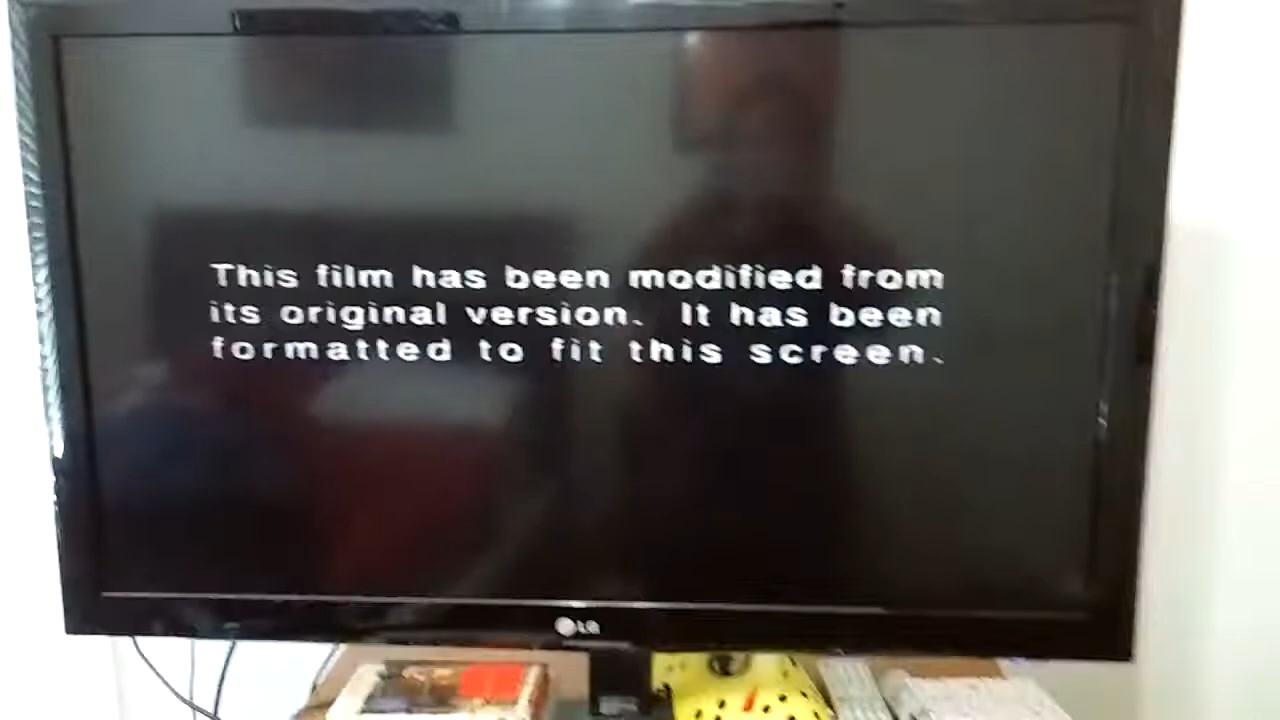 This film has been modified from
its original version. It has been
formatted to fit this screen.
LG